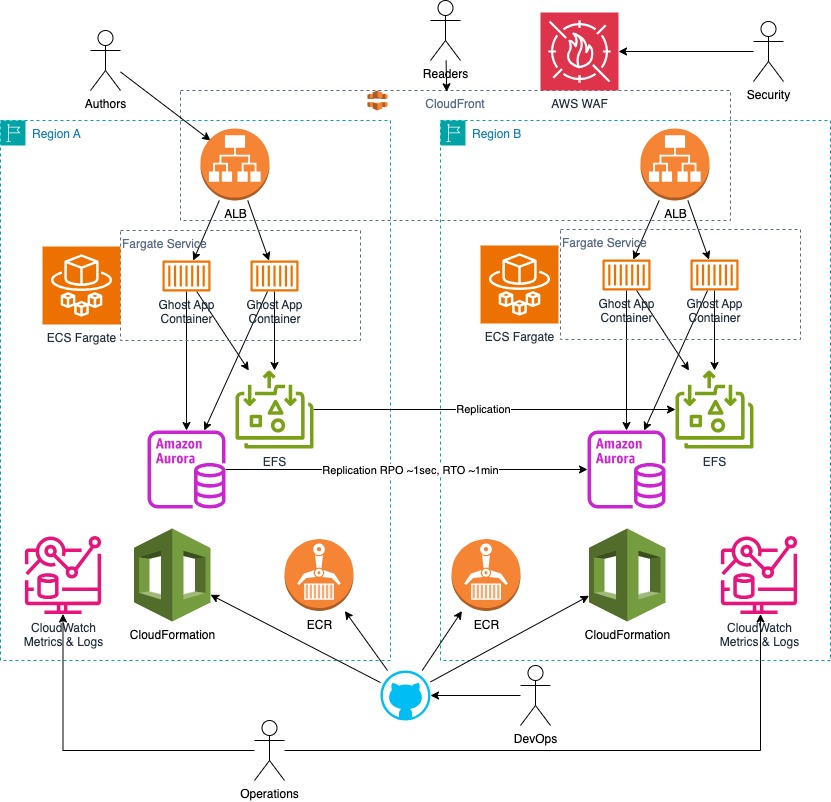 Readers
Authors
CloudFront
AWS WAF
Security
Region A
Region B
ALB
ALB
Fargate Service
Fargate Service
Ghost App
Container
Ghost App
Container
Ghost App
Container
Ghost App
Container
ECS Fargate
ECS Fargate
Replication
Amazon
Aurora
EFS
Amazon
Aurora
EFS
Replication RPO ~1sec, RTO ~1min
CloudWatch
Metrics & Logs
CloudFormation
ECR
ECR
CloudFormation
CloudWatch
Metrics & Logs
DevOps
Operations